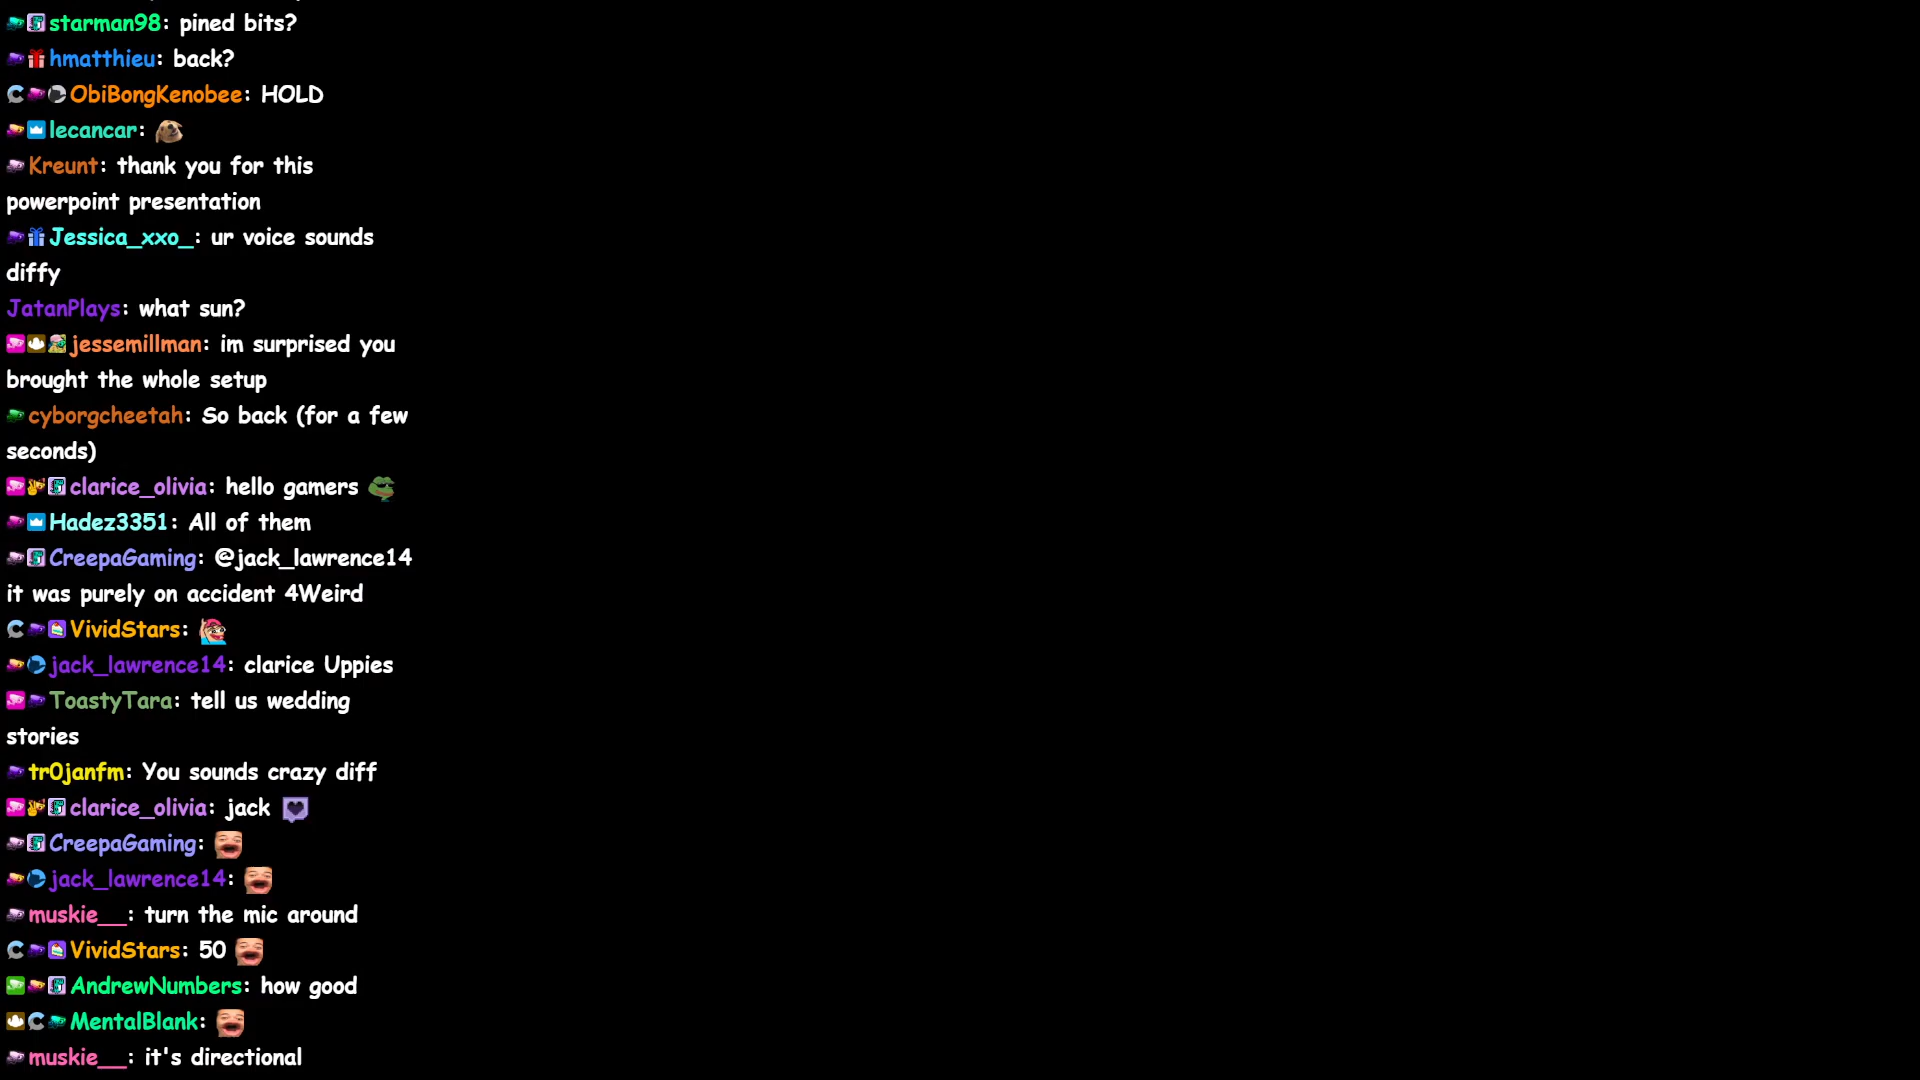 starman98: pined bits?
hmatthieu: back?
ObiBongKenobee: HOLD
lecancar:
Kreunt: thank you for this
powerpoint presentation
Jessica_xxo_: ur voice sounds
diffy
JatanPlays: what sun?
jessemillman: im surprised you
brought the whole setup
cyborgcheetah: So back (for a few
seconds)
clarice_olivia: hello gamers
Hadez3351: All of them
CreepaGaming: @jack_lawrence14
it was purely on accident 4Weird
VividStars:
jack_lawrence14: clarice Uppies
ToastyTara: tell us wedding
stories
tr0janfm: You sounds crazy diff
clarice_olivia: jack
CreepaGaming:
jack_lawrence14:
muskie__: turn the mic around
VividStars: 50
AndrewNumbers: how good
MentalBlank:
muskie__: it's directional